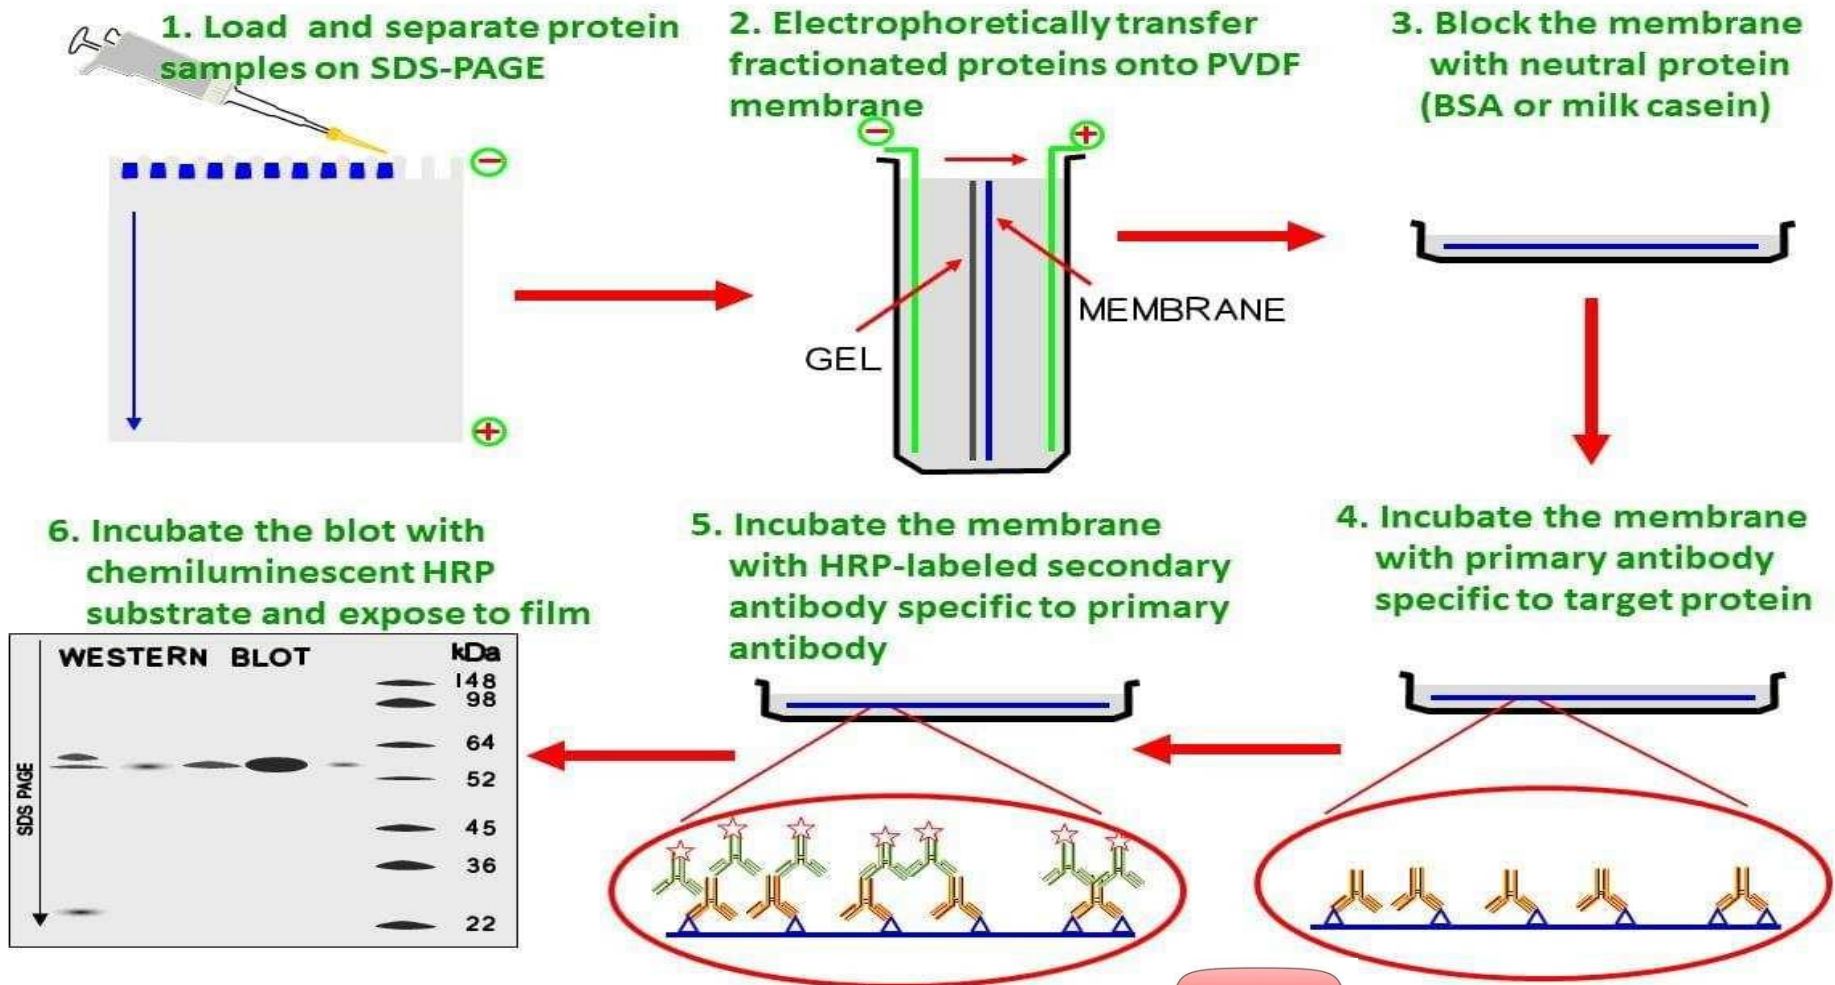 1. Load and separate protein
samples on SDS-PAGE
2. Electrophoretically transfer
fractionated proteins onto PVDF
membrane
3. Block the membrane
with neutral protein
(BSA or milk casein)
−
+
−
+
GEL
MEMBRANE
4. Incubate the membrane
with primary antibody
specific to target protein
5. Incubate the membrane
with HRP-labeled secondary
antibody specific to primary
antibody
6. Incubate the blot with
chemiluminescent HRP
substrate and expose to film
WESTERN BLOT
kDa
148
98
64
52
45
36
22
SDS PAGE